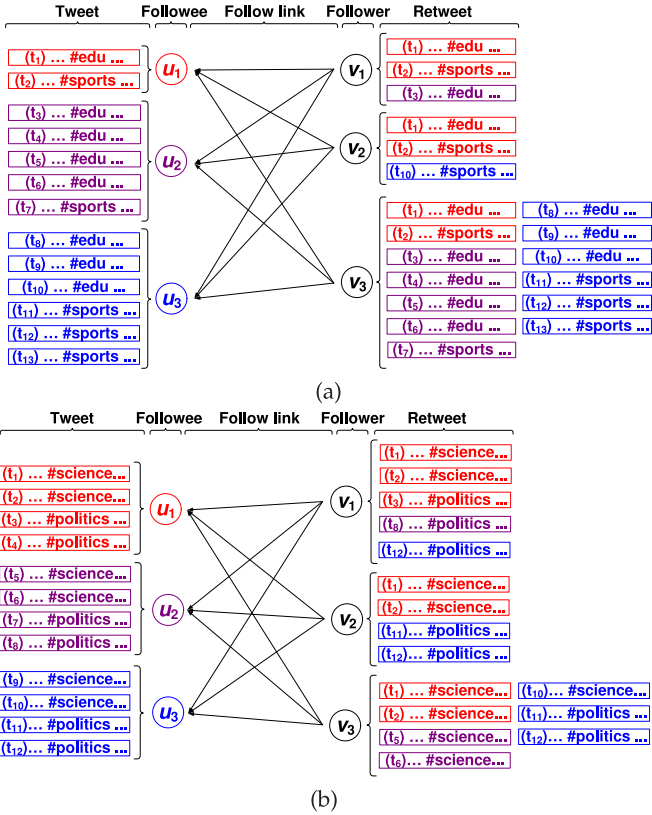 Tweet Followee Follow link Follower Retweet
(t1) ... #edu ...
(t2) ... #sports ...
u1
(t3) ... #edu ...
(t4) ... #edu ...
(t5) ... #edu ...
(t6) ... #edu ...
(t7) ... #sports ...
u2
(t8) ... #edu ...
(t9) ... #edu ...
(t10) ... #edu ...
(t11) ... #sports ...
(t12) ... #sports ...
(t13) ... #sports ...
u3
v1
(t1) ... #edu ...
(t2) ... #sports ...
(t3) ... #edu ...
v2
(t1) ... #edu ...
(t2) ... #sports ...
(t10) ... #sports ...
v3
(t1) ... #edu ...
(t2) ... #sports ...
(t3) ... #edu ...
(t4) ... #edu ...
(t5) ... #edu ...
(t6) ... #edu ...
(t7) ... #sports ...
(t8) ... #edu ...
(t9) ... #edu ...
(t10) ... #edu ...
(t11) ... #sports ...
(t12) ... #sports ...
(t13) ... #sports ...
(a)
Tweet Followee Follow link Follower Retweet
(t1) ... #science...
(t2) ... #science...
(t3) ... #politics ...
(t4) ... #politics ...
u1
(t5) ... #science...
(t6) ... #science...
(t7) ... #politics ...
(t8) ... #politics ...
u2
(t9) ... #science...
(t10)... #science...
(t11)... #politics ...
(t12)... #politics ...
u3
v1
(t1) ... #science...
(t2) ... #science...
(t3) ... #politics ...
(t8) ... #politics ...
(t12)... #politics ...
v2
(t1) ... #science...
(t2) ... #science...
(t11)... #politics ...
(t12)... #politics ...
v3
(t1) ... #science...
(t2) ... #science...
(t5) ... #science...
(t6)... #science...
(t10)... #science...
(t11)... #politics ...
(t12)... #politics ...
(b)